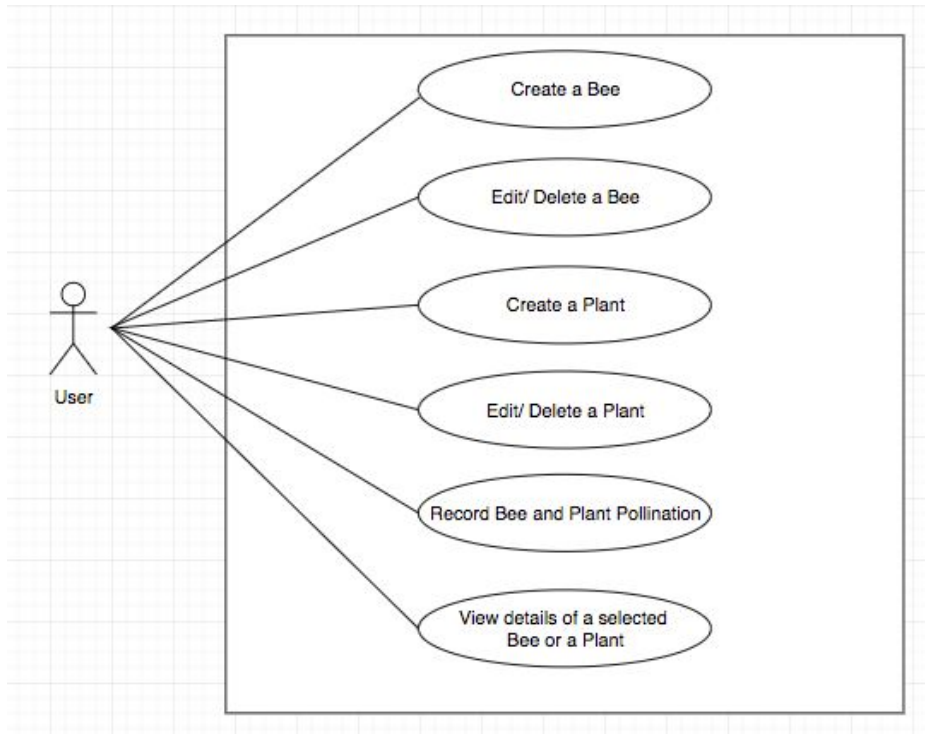 Create a Bee
Edit/ Delete a Bee
Create a Plant
User
Edit/ Delete a Plant
Record Bee and Plant Pollination
View details of a selected
Bee or a Plant